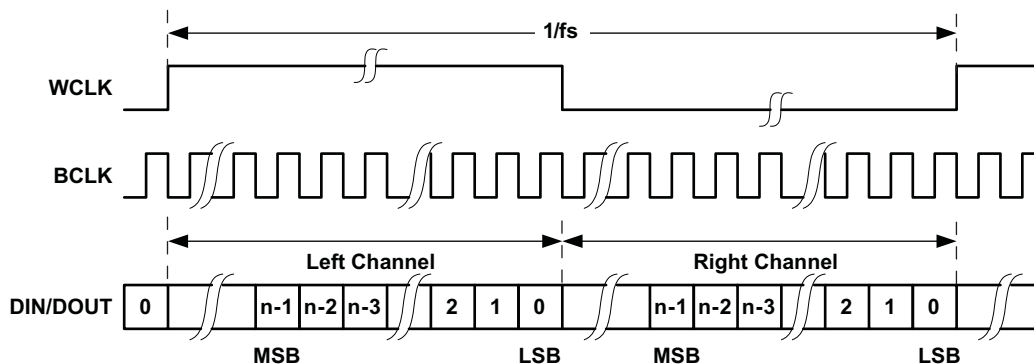 1/fs
WCLK
BCLK
Left Channel Right Channel
DIN/DOUT 0 n-1 n-2 n-3 2 1 0 n-1 n-2 n-3 2 1 0
MSB LSB MSB LSB